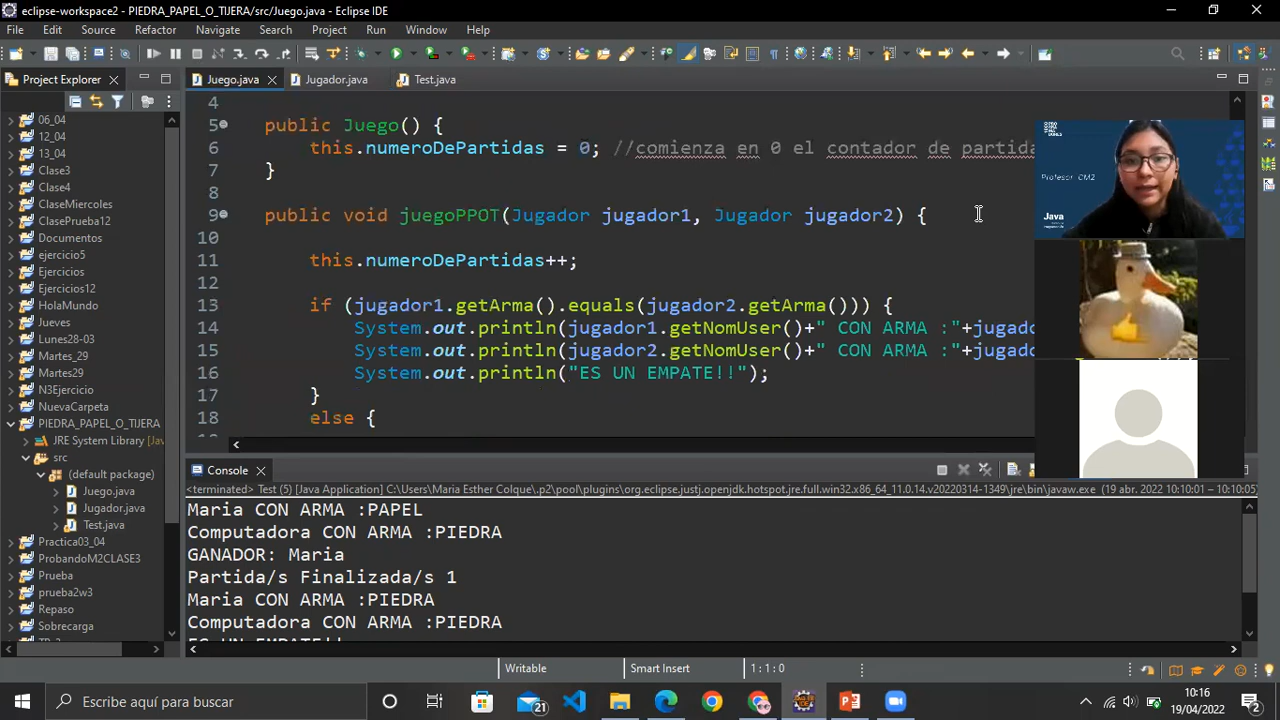 eclipse-workspace2 - PIEDRA_PAPEL_O_TIJERA/src/Juego.java - Eclipse IDE
File Edit Source Refactor Navigate Search Project Run Window Help
Project Explorer
Juego.java Jugador.java Test.java
06_04
12_04
13_04
Clase3
Clase4
ClaseMiercoles
ClasePrueba12
Documentos
ejercicio5
Ejercicios
Ejercicios12
HolaMundo
Jueves
Lunes28-03
Martes_29
Martes29
N3Ejercicio
NuevaCarpeta
PIEDRA_PAPEL_O_TIJERA
JRE System Library [Jav
src
(default package)
Juego.java
Jugador.java
Test.java
Practica03_04
ProbandoM2CLASE3
Prueba
prueba2w3
Repaso
Sobrecarga
4
5 public Juego() {
6 this.numeroDePartidas = 0; //comienza en 0 el contador de partida
7 }
8
9 public void juegoPPOT(Jugador jugador1, Jugador jugador2) {
10
11 this.numeroDePartidas++;
12
13 if (jugador1.getArma().equals(jugador2.getArma())) {
14 System.out.println(jugador1.getNomUser()+" CON ARMA :"+jugado
15 System.out.println(jugador2.getNomUser()+" CON ARMA :"+jugado
16 System.out.println("ES UN EMPATE!!");
17 }
18 else {
Profesor CM2
Java
Console
<terminated> Test (5) [Java Application] C:\Users\Maria Esther Colque\.p2\pool\plugins\org.eclipse.justj.openjdk.hotspot.jre.full.win32.x86_64_11.0.14.v20220314-1349\jre\bin\javaw.exe (19 abr. 2022 10:10:01 – 10:10:05)
Maria CON ARMA :PAPEL
Computadora CON ARMA :PIEDRA
GANADOR: Maria
Partida/s Finalizada/s 1
Maria CON ARMA :PIEDRA
Computadora CON ARMA :PIEDRA
ES UN EMPATE!!
Writable Smart Insert 1:1:0
Escribe aquí para buscar
21
10:16
19/04/2022
2